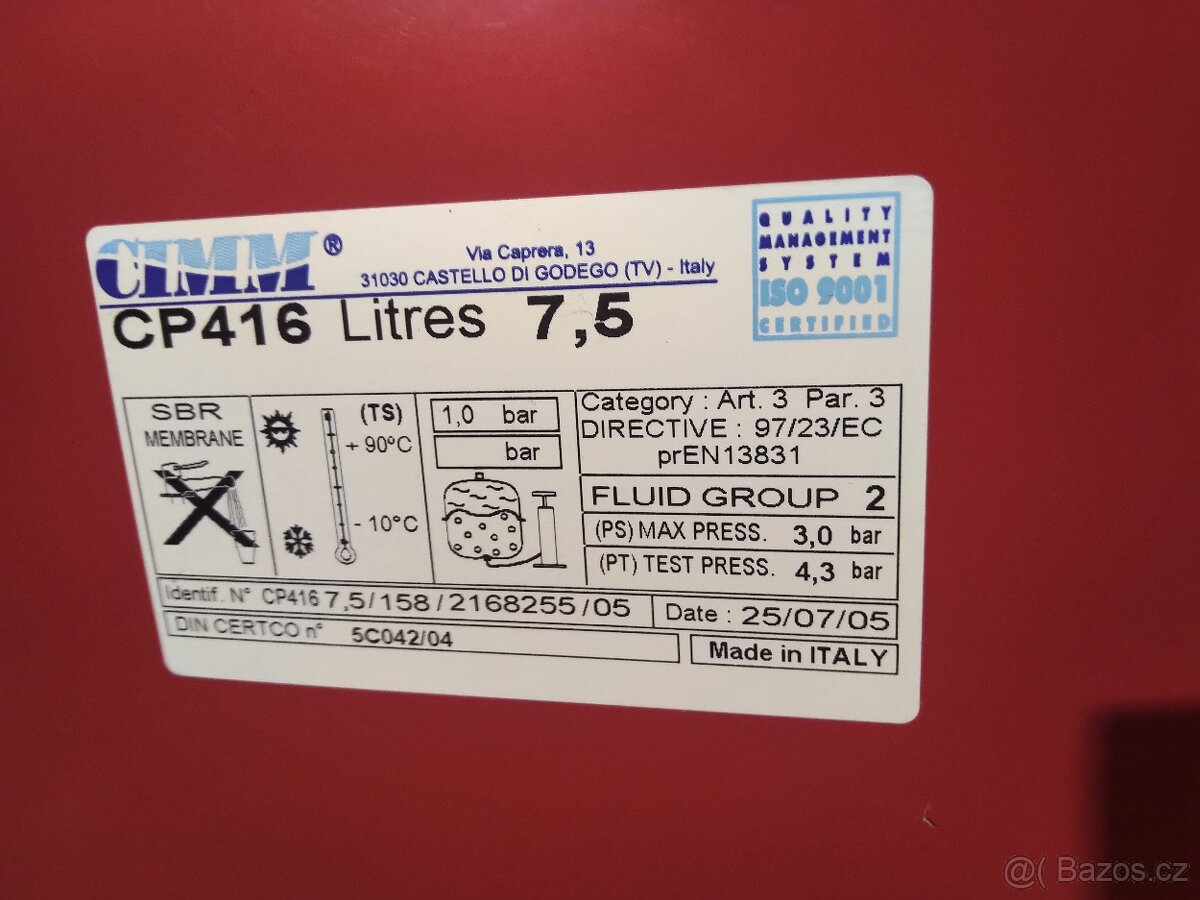 CIMM®
Via Caprera, 13
31030 CASTELLO DI GODEGO (TV) - Italy
CP416 Litres 7,5
QUALITY
MANAGEMENT
SYSTEM
ISO 9001
CERTIFIED
SBR
MEMBRANE
(TS)
+ 90°C
- 10°C
1,0 bar
bar
Category : Art. 3 Par. 3
DIRECTIVE : 97/23/EC
prEN13831
FLUID GROUP 2
(PS) MAX PRESS. 3,0 bar
(PT) TEST PRESS. 4,3 bar
Identif. N° CP416 7,5/158/2168255/05
Date : 25/07/05
DIN CERTCO n° 5C042/04
Made in ITALY
@( Bazos.cz